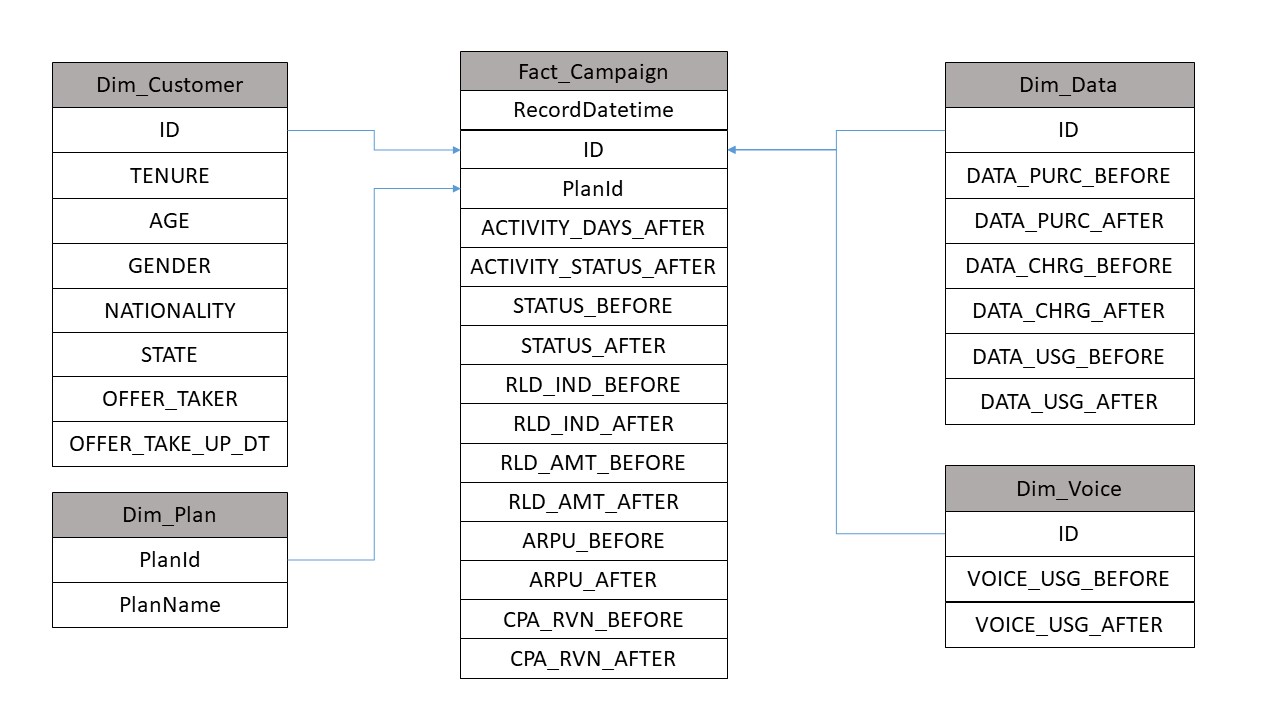 Dim_Customer
ID
TENURE
AGE
GENDER
NATIONALITY
STATE
OFFER_TAKER
OFFER_TAKE_UP_DT
Dim_Plan
PlanId
PlanName
Fact_Campaign
RecordDatetime
ID
PlanId
ACTIVITY_DAYS_AFTER
ACTIVITY_STATUS_AFTER
STATUS_BEFORE
STATUS_AFTER
RLD_IND_BEFORE
RLD_IND_AFTER
RLD_AMT_BEFORE
RLD_AMT_AFTER
ARPU_BEFORE
ARPU_AFTER
CPA_RVN_BEFORE
CPA_RVN_AFTER
Dim_Data
ID
DATA_PURC_BEFORE
DATA_PURC_AFTER
DATA_CHRG_BEFORE
DATA_CHRG_AFTER
DATA_USG_BEFORE
DATA_USG_AFTER
Dim_Voice
ID
VOICE_USG_BEFORE
VOICE_USG_AFTER